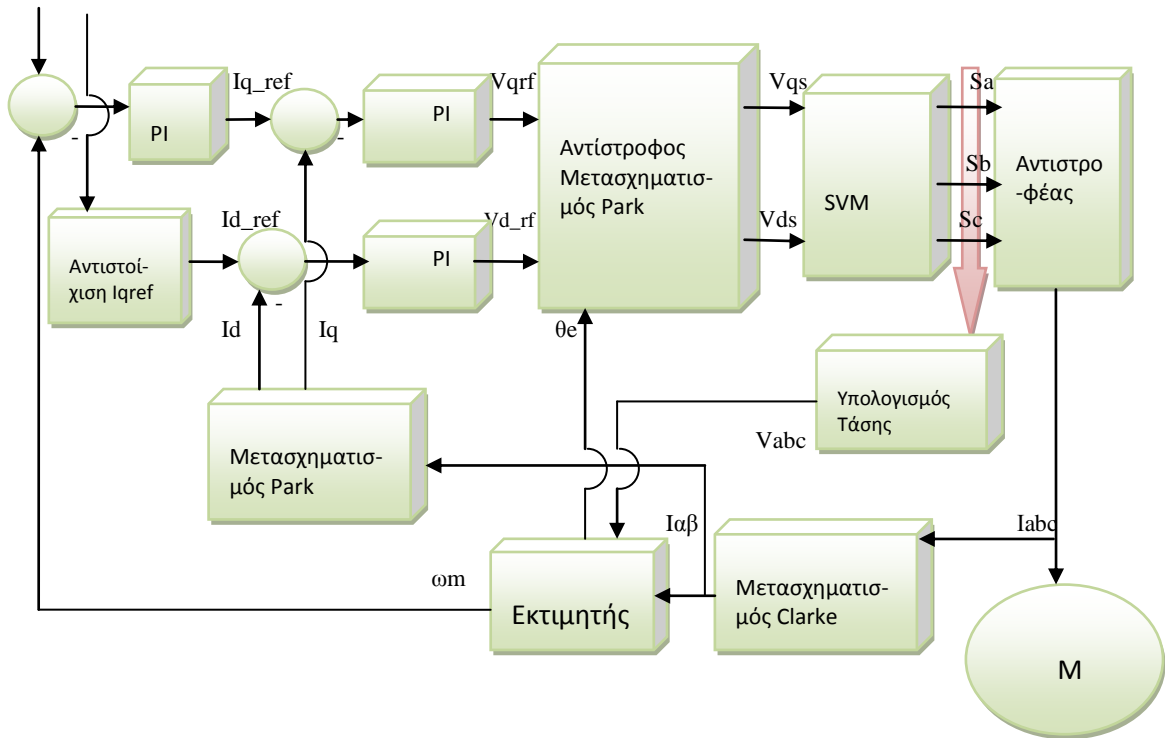 Iq_ref
Vqrf
Vqs
Sa
-
PI
-
PI
Αντίστροφος
Μετασχηματισ-
μός Park
SVM
Sb
Αντιστρο
-φέας
Id_ref
Vd_rf
Vds
Sc
Αντιστοί-
χιση Iqref
-
PI
Id
Iq
θe
Υπολογισμός
Τάσης
Vabc
Μετασχηματισ-
μός Park
Iαβ
Iabc
ωm
Εκτιμητής
Μετασχηματισ-
μός Clarke
M